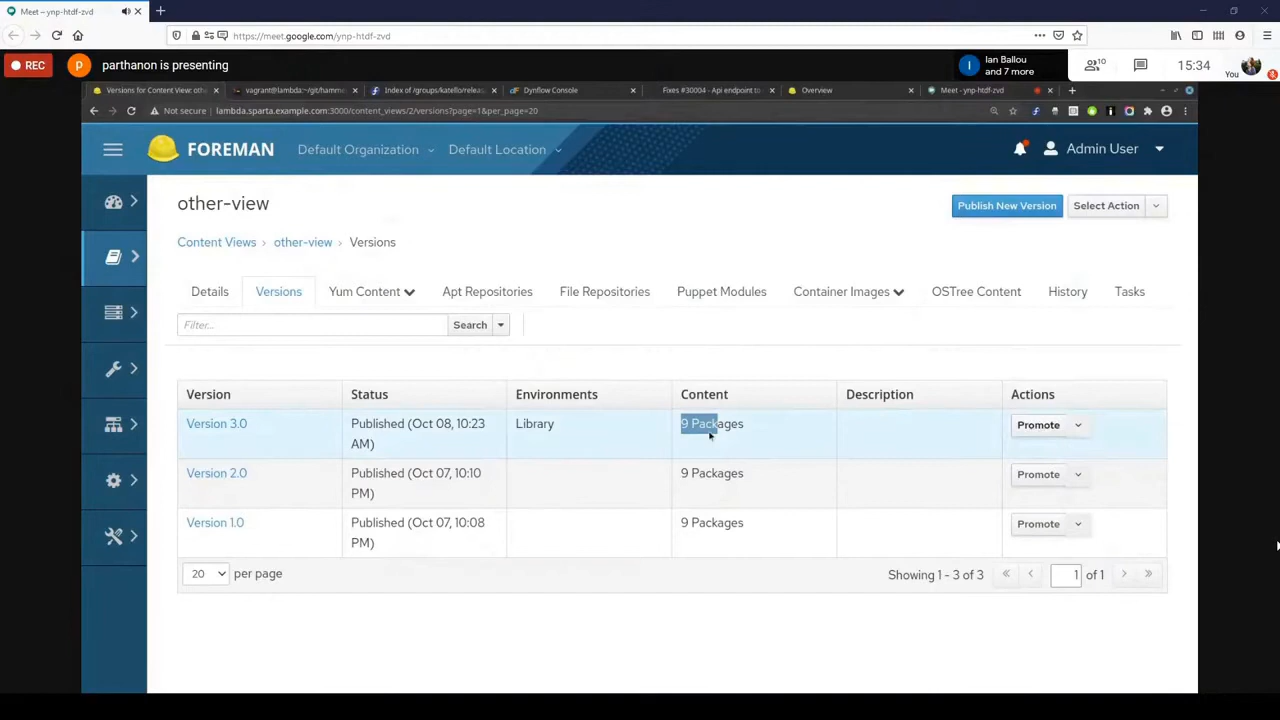 Meet – ynp-htdf-zvd
https://meet.google.com/ynp-htdf-zvd
REC
P
parthanon is presenting
I
Ian Ballou
and 7 more
10
15:34
You
Versions for Content View: oth
vagrant@lambda:~/git/hamme
Index of /groups/katello/releas
Dynflow Console
Fixes #30004 - Api endpoint to
Overview
Meet - ynp-htdf-zvd
Not secure
lambda.sparta.example.com:3000/content_views/2/versions?page=1&per_page=20
FOREMAN
Default Organization
Default Location
Admin User
other-view
Publish New Version
Select Action
Content Views › other-view › Versions
Details
Versions
Yum Content
Apt Repositories
File Repositories
Puppet Modules
Container Images
OSTree Content
History
Tasks
Filter...
Search
Version
Status
Environments
Content
Description
Actions
Version 3.0
Published (Oct 08, 10:23
AM)
Library
9 Packages
Promote
Version 2.0
Published (Oct 07, 10:10
PM)
9 Packages
Promote
Version 1.0
Published (Oct 07, 10:08
PM)
9 Packages
Promote
20
per page
Showing 1 - 3 of 3
«
‹
1
of 1
›
»